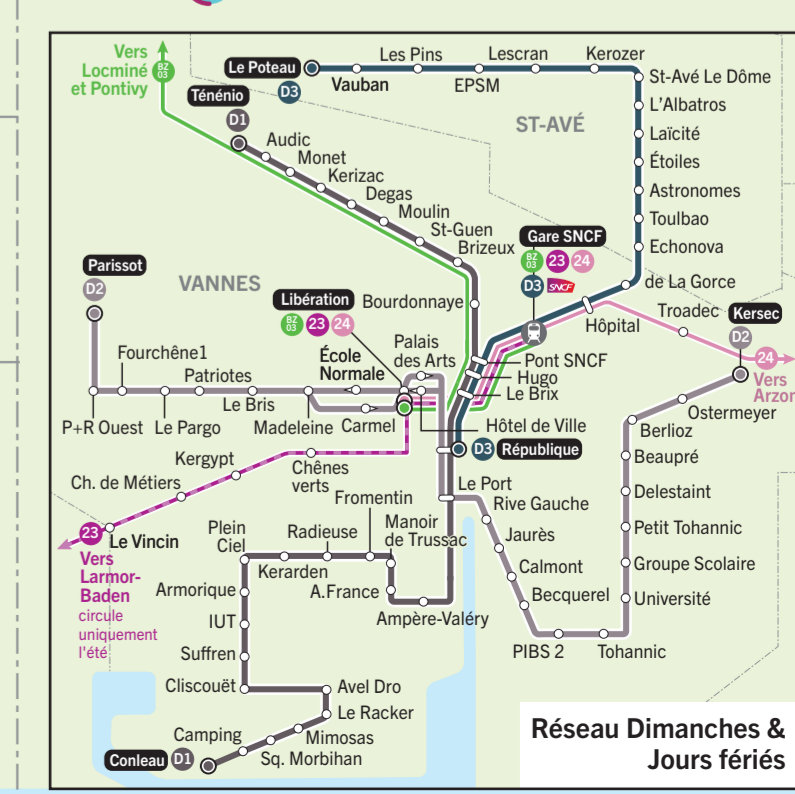 Vers
Locminé
et Pontivy
BZ
03
Le Poteau
D3
Vauban
Les Pins
EPSM
Lescran
Kerozer
St-Avé Le Dôme
L'Albatros
Laïcité
Étoiles
Astronomes
Toulbao
Echonova
de La Gorce
ST-AVÉ
Ténénio
D1
Audic
Monet
Kerizac
Degas
Moulin
St-Guen
Brizeux
Bourdonnaye
Gare SNCF
BZ
03
23
24
D3
SNCF
Hôpital
Troadec
Kersec
D2
24
Vers
Arzon
Parissot
D2
VANNES
Libération
BZ
03
23
24
Palais
des Arts
École
Normale
Pont SNCF
Hugo
Le Brix
Fourchêne1
Patriotes
P+R Ouest
Le Pargo
Le Bris
Madeleine
Carmel
Hôtel de Ville
D3
République
Ostermeyer
Berlioz
Beaupré
Delestaint
Petit Tohannic
Groupe Scolaire
Université
Kergypt
Ch. de Métiers
Chênes
verts
Le Vincin
23
Vers
Larmor-
Baden
circule
uniquement
l'été
Le Port
Rive Gauche
Jaurès
Calmont
Becquerel
PIBS 2
Tohannic
Fromentin
Manoir
de Trussac
Plein
Ciel
Radieuse
Kerarden
A.France
Ampère-Valéry
Armorique
IUT
Suffren
Cliscouët
Avel Dro
Le Racker
Mimosas
Camping
Sq. Morbihan
Conleau
D1
Réseau Dimanches &
Jours fériés